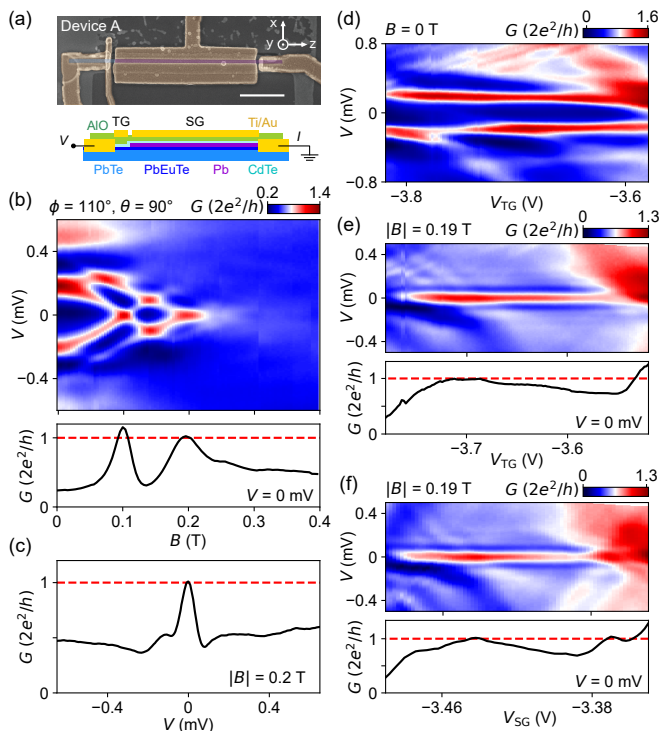 (a)
Device A
x
y
z
AlO
TG
SG
Ti/Au
V
I
PbTe
PbEuTe
Pb
CdTe
(b)
ϕ = 110°, θ = 90°
G (2e²/h)
0.2
1.4
V (mV)
0.4
0.0
−0.4
G (2e²/h)
1
0
V = 0 mV
0
0.1
0.2
0.3
0.4
B (T)
(c)
G (2e²/h)
1
0
|B| = 0.2 T
−0.4
0.0
0.4
V (mV)
(d)
B = 0 T
G (2e²/h)
0
1.6
V (mV)
0.8
0
−0.8
−3.8
−3.6
V_TG (V)
(e)
|B| = 0.19 T
G (2e²/h)
0
1.3
V (mV)
0.4
0
−0.4
G (2e²/h)
1
0
V = 0 mV
−3.7
−3.6
V_TG (V)
(f)
|B| = 0.19 T
G (2e²/h)
0
1.3
V (mV)
0.4
0
−0.4
G (2e²/h)
1
0
V = 0 mV
−3.46
−3.38
V_SG (V)